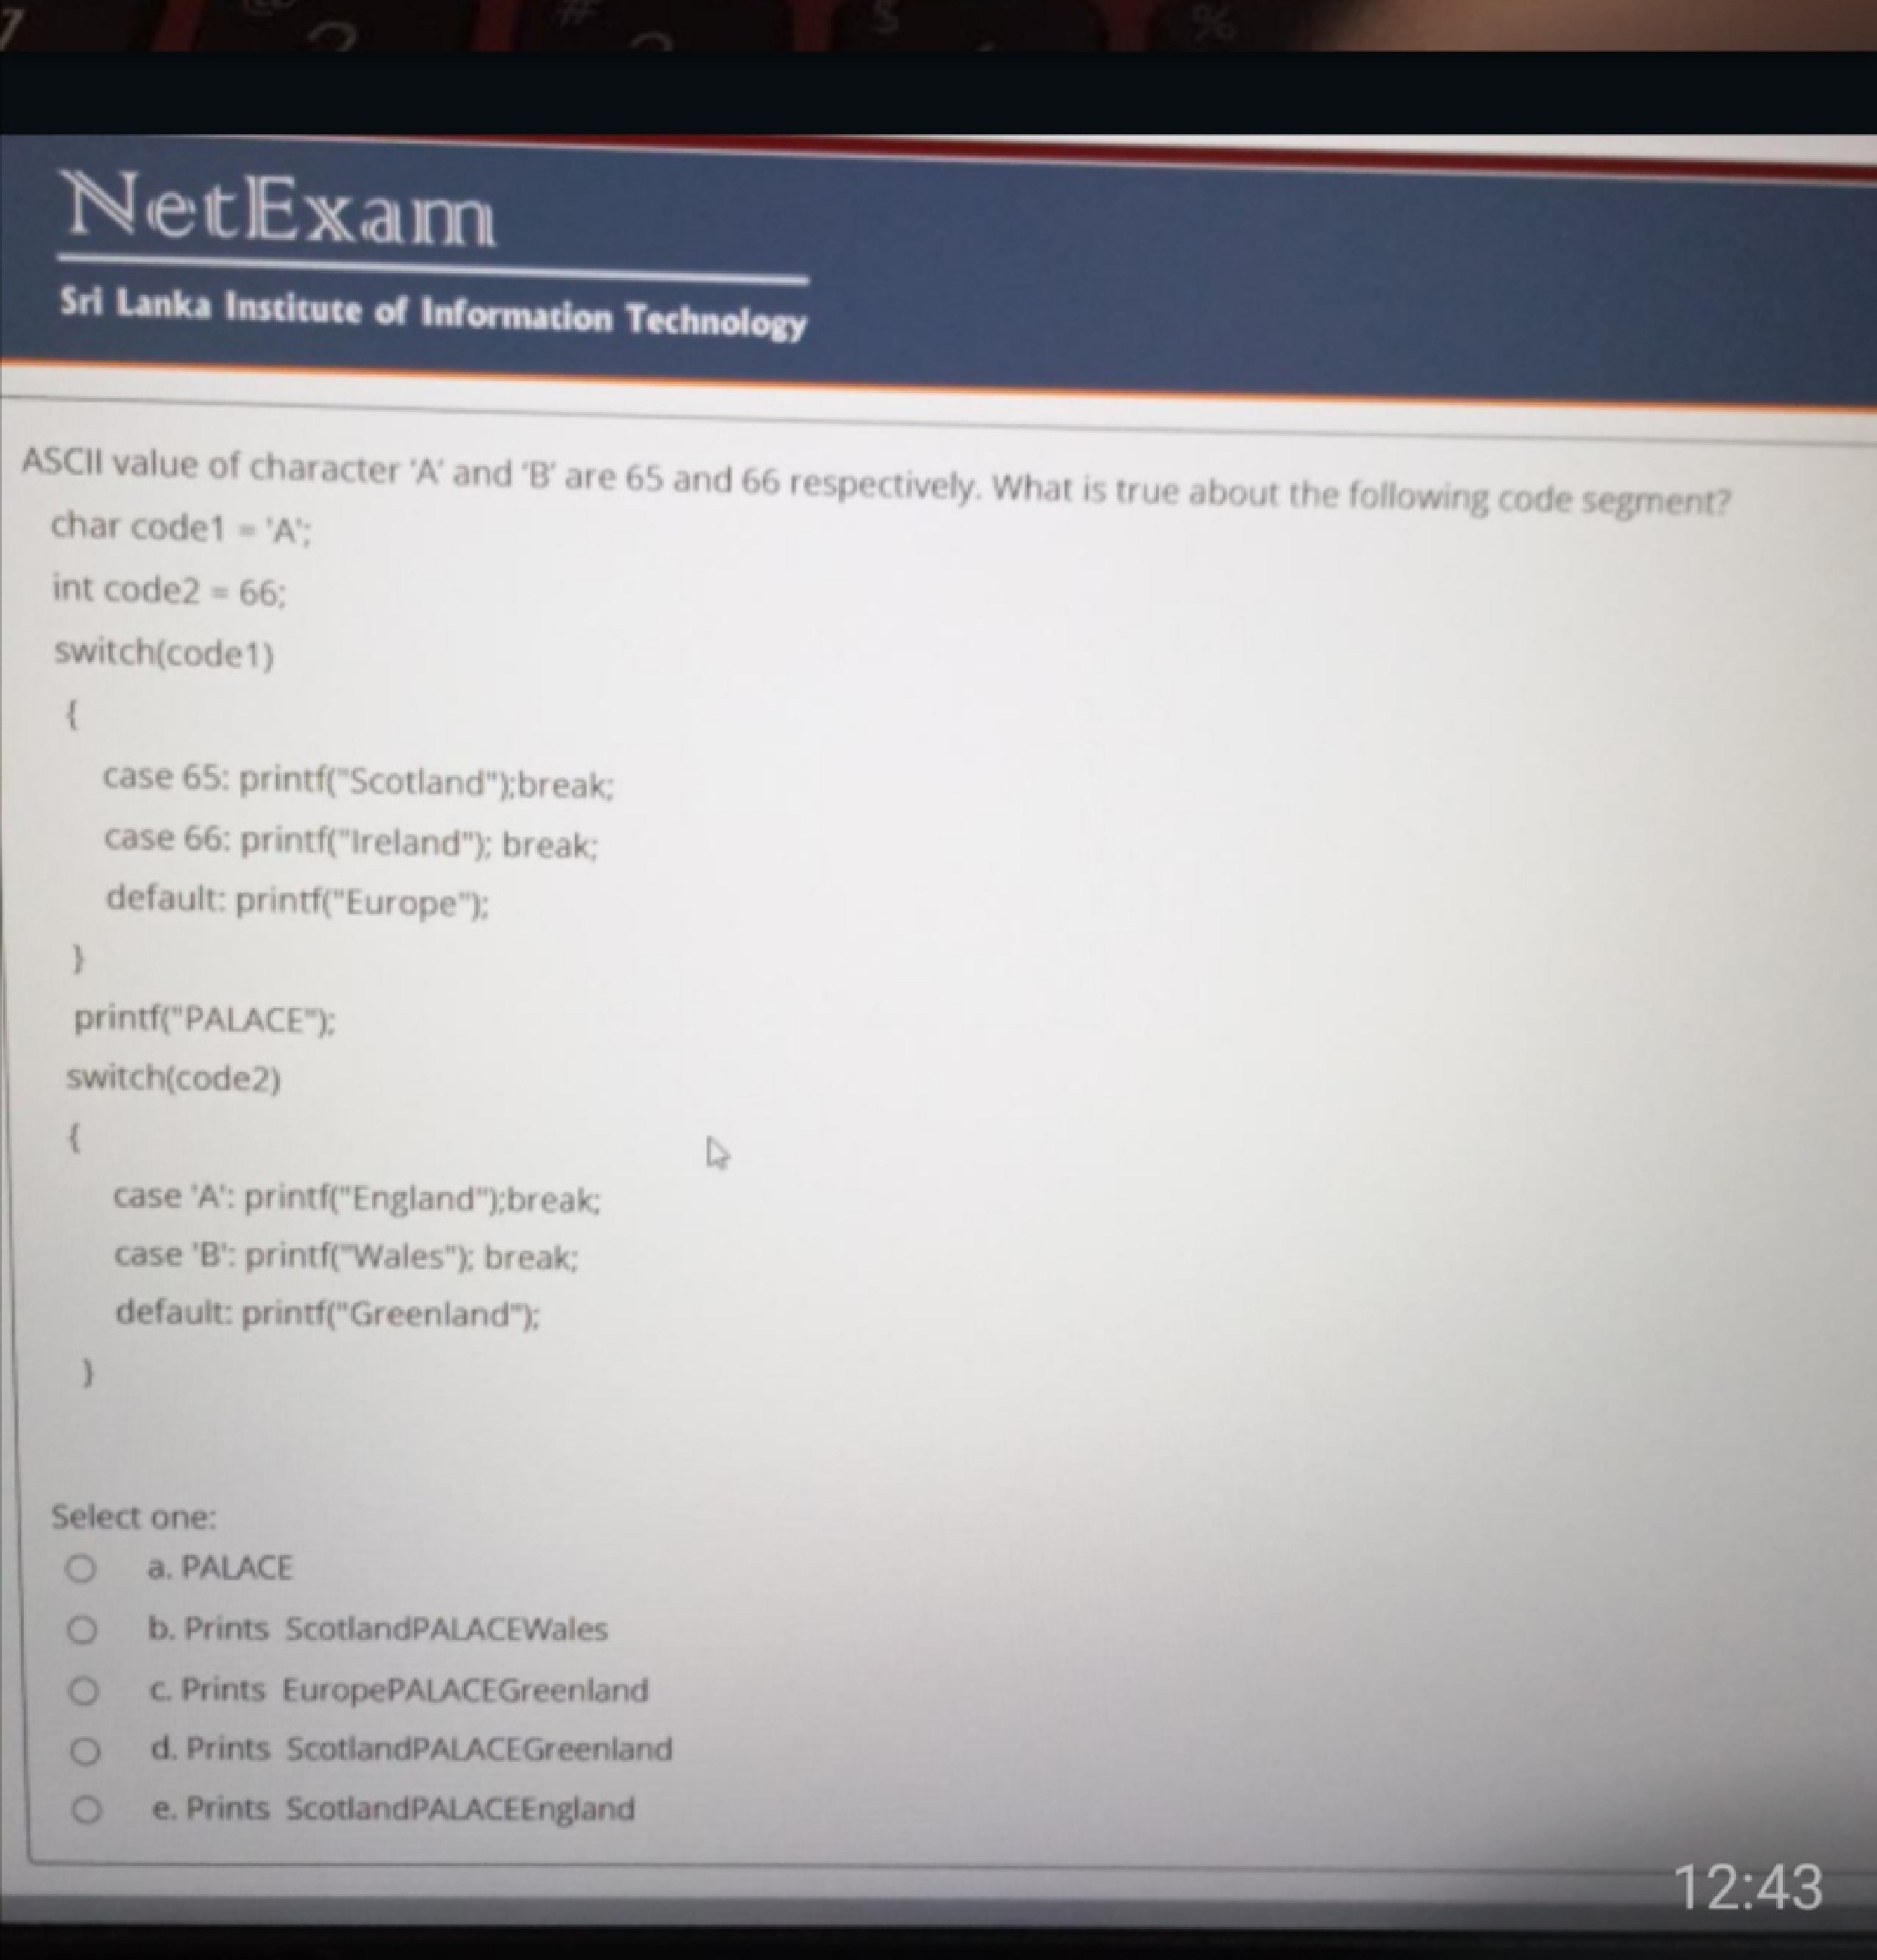 @ # $ %
NetExam
Sri Lanka Institute of Information Technology
ASCII value of character 'A' and 'B' are 65 and 66 respectively. What is true about the following code segment?
char code1 = 'A';
int code2 = 66;
switch(code1)
{
case 65: printf("Scotland");break;
case 66: printf("Ireland"); break;
default: printf("Europe");
}
printf("PALACE");
switch(code2)
{
case 'A': printf("England");break;
case 'B': printf("Wales"); break;
default: printf("Greenland");
}
Select one:
a. PALACE
b. Prints ScotlandPALACEWales
c. Prints EuropePALACEGreenland
d. Prints ScotlandPALACEGreenland
e. Prints ScotlandPALACEEngland
12:43